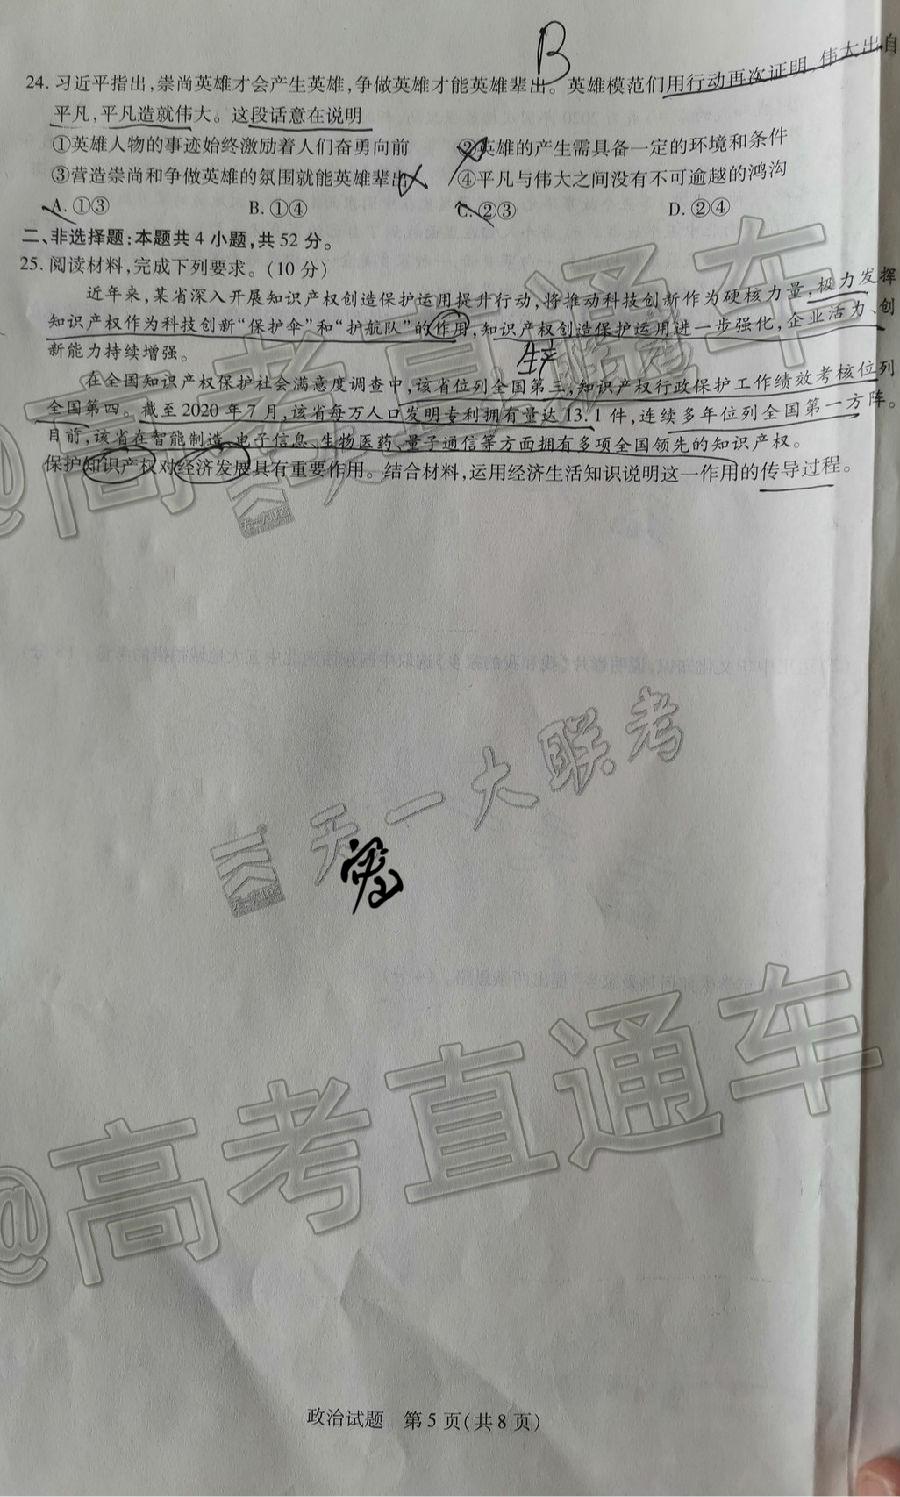 B
24. 习近平指出,崇尚英雄才会产生英雄,争做英雄才能英雄辈出。英雄模范们用行动再次证明,伟大出自
平凡,平凡造就伟大。这段话意在说明
①英雄人物的事迹始终激励着人们奋勇向前 ②英雄的产生需具备一定的环境和条件
③营造崇尚和争做英雄的氛围就能英雄辈出 ④平凡与伟大之间没有不可逾越的鸿沟
A. ①③ B. ①④ C. ②③ D. ②④
二、非选择题:本题共4小题,共52分。
25. 阅读材料,完成下列要求。(10分)
近年来,某省深入开展知识产权创造保护运用提升行动,将推动科技创新作为硬核力量,极力发挥
知识产权作为科技创新“保护伞”和“护航队”的作用,知识产权创造保护运用进一步强化,企业活力、创
新能力持续增强。
生产
在全国知识产权保护社会满意度调查中,该省位列全国第三,知识产权行政保护工作绩效考核位列
全国第四。截至2020年7月,该省每万人口发明专利拥有量达13.1件,连续多年位列全国第一方阵。
目前,该省在智能制造、电子信息、生物医药、量子通信等方面拥有多项全国领先的知识产权。
保护知识产权对经济发展具有重要作用。结合材料,运用经济生活知识说明这一作用的传导过程。
@高考直通车
天一大联考
@高考直通车
政治试题 第5页(共8页)